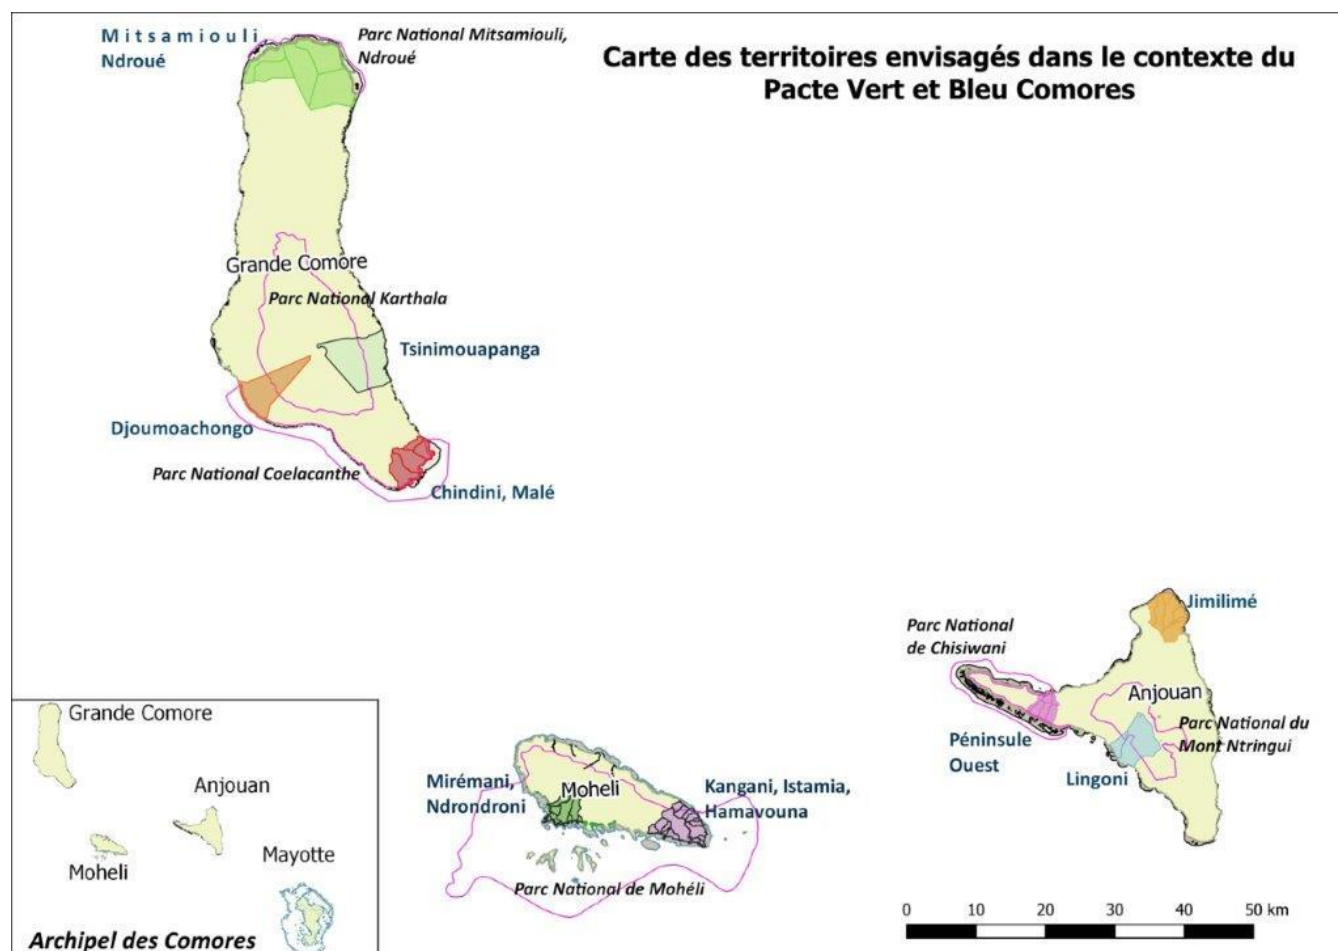 Carte des territoires envisagés dans le contexte du
Pacte Vert et Bleu Comores
Mitsamiouli,
Ndroué
Parc National Mitsamiouli,
Ndroué
Grande Comore
Parc National Karthala
Tsinimouapanga
Djoumoachongo
Parc National Coelacanthe
Chindini, Malé
Jimilimé
Parc National
de Chisiwani
Anjouan
Parc National du
Mont Ntringui
Péninsule
Ouest
Lingoni
Mirémani,
Ndrondroni
Moheli
Kangani, Istamia,
Hamavouna
Parc National de Mohéli
Grande Comore
Anjouan
Moheli
Mayotte
Archipel des Comores
0 10 20 30 40 50 km